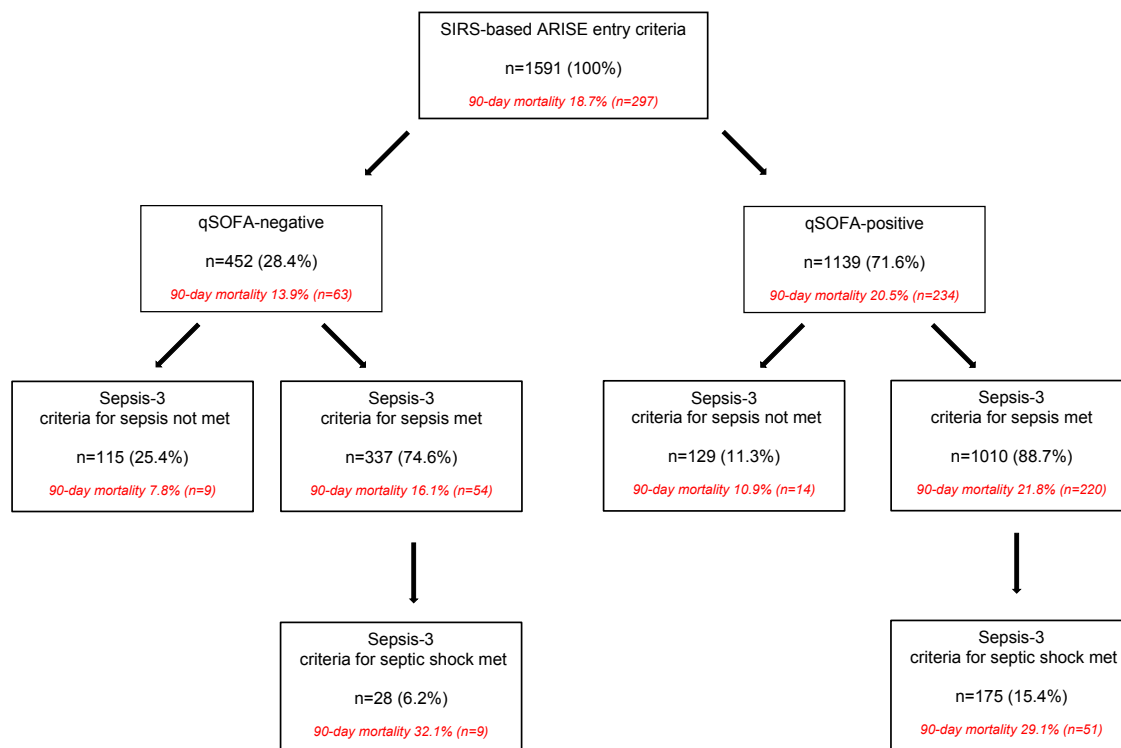 SIRS-based ARISE entry criteria
n=1591 (100%)
90-day mortality 18.7% (n=297)
qSOFA-negative
n=452 (28.4%)
90-day mortality 13.9% (n=63)
qSOFA-positive
n=1139 (71.6%)
90-day mortality 20.5% (n=234)
Sepsis-3
criteria for sepsis not met
n=115 (25.4%)
90-day mortality 7.8% (n=9)
Sepsis-3
criteria for sepsis met
n=337 (74.6%)
90-day mortality 16.1% (n=54)
Sepsis-3
criteria for sepsis not met
n=129 (11.3%)
90-day mortality 10.9% (n=14)
Sepsis-3
criteria for sepsis met
n=1010 (88.7%)
90-day mortality 21.8% (n=220)
Sepsis-3
criteria for septic shock met
n=28 (6.2%)
90-day mortality 32.1% (n=9)
Sepsis-3
criteria for septic shock met
n=175 (15.4%)
90-day mortality 29.1% (n=51)